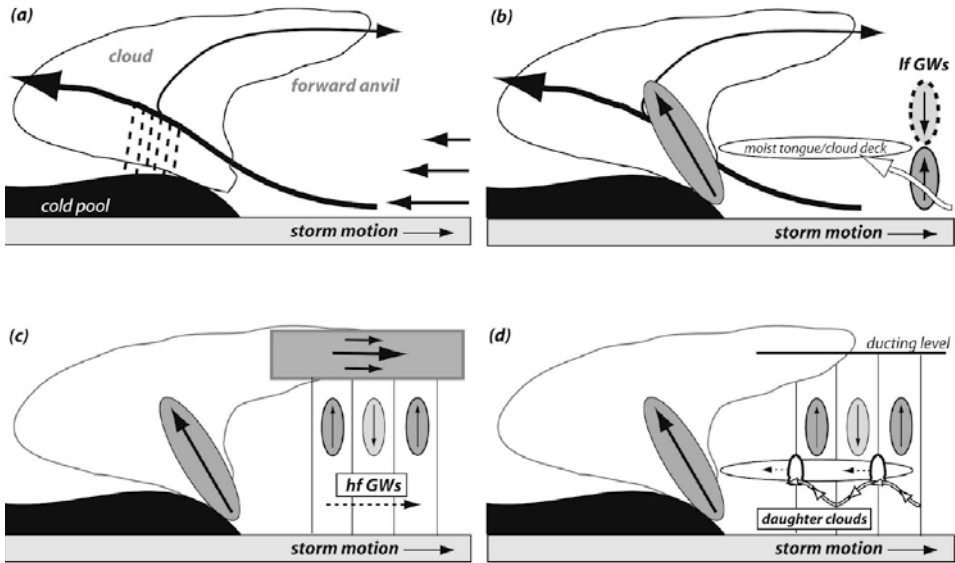 (a)
cloud
forward anvil
cold pool
storm motion
(b)
lf GWs
moist tongue/cloud deck
storm motion
(c)
hf GWs
storm motion
(d)
ducting level
daughter clouds
storm motion